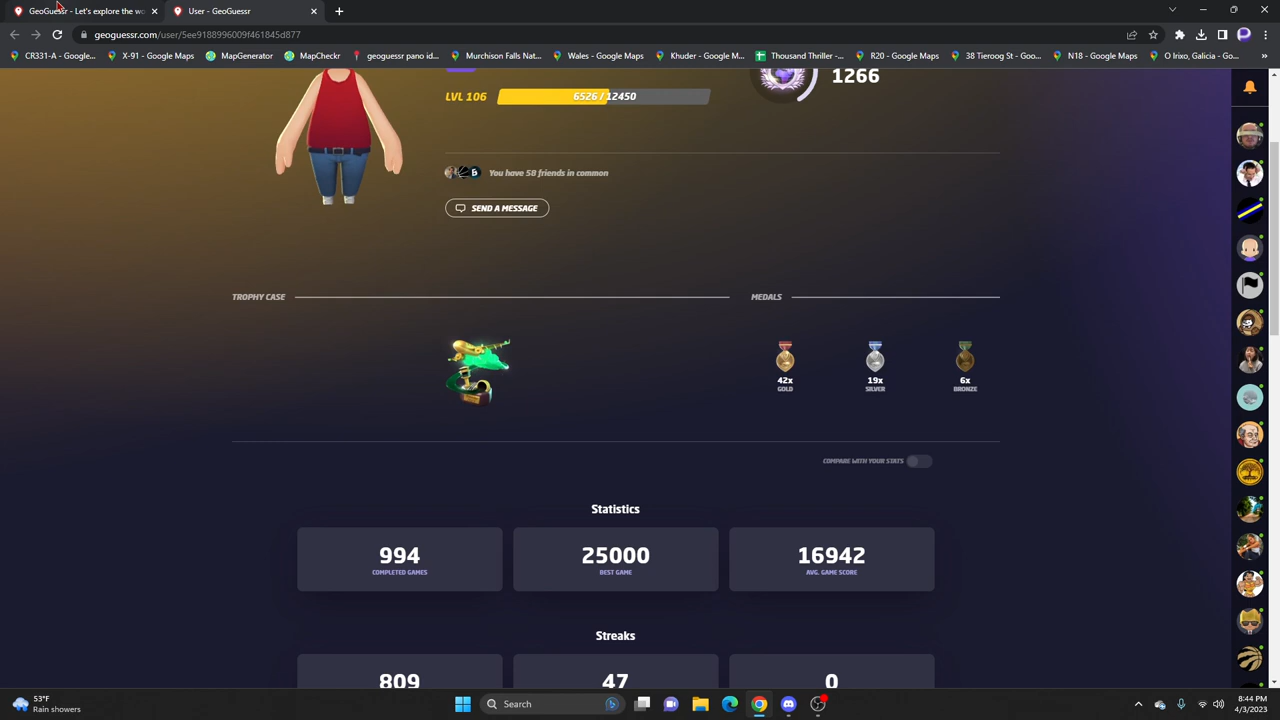 GeoGuessr - Let's explore the wo
User - GeoGuessr
geoguessr.com/user/5ee9188996009f461845d877
CR331-A - Google...
X-91 - Google Maps
MapGenerator
MapCheckr
geoguessr pano id...
Murchison Falls Nat...
Wales - Google Maps
Khuder - Google M...
Thousand Thriller -...
R20 - Google Maps
38 Tieroog St - Goo...
N18 - Google Maps
O Irixo, Galicia - Go...
1266
LVL 106
6526 / 12450
You have 58 friends in common
SEND A MESSAGE
TROPHY CASE
MEDALS
42x
GOLD
19x
SILVER
6x
BRONZE
COMPARE WITH YOUR STATS
Statistics
994
COMPLETED GAMES
25000
BEST GAME
16942
AVG. GAME SCORE
Streaks
809
47
0
53°F
Rain showers
Search
8:44 PM
4/3/2023